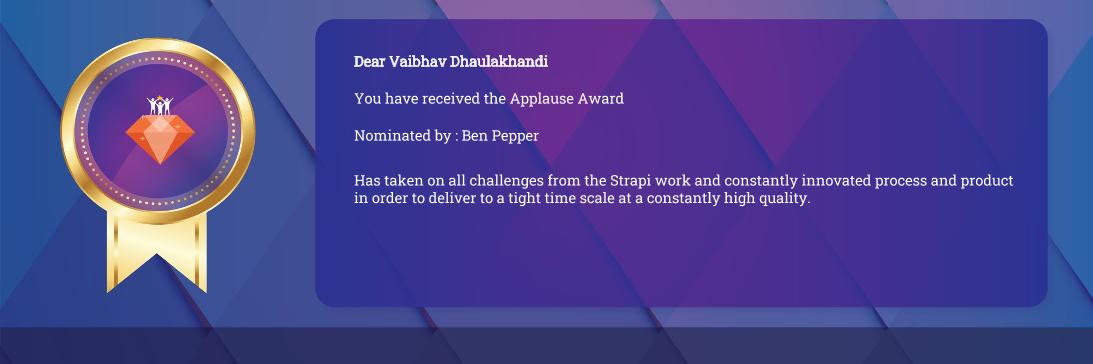 Dear Vaibhav Dhaulakhandi
You have received the Applause Award
Nominated by : Ben Pepper
Has taken on all challenges from the Strapi work and constantly innovated process and product
in order to deliver to a tight time scale at a constantly high quality.